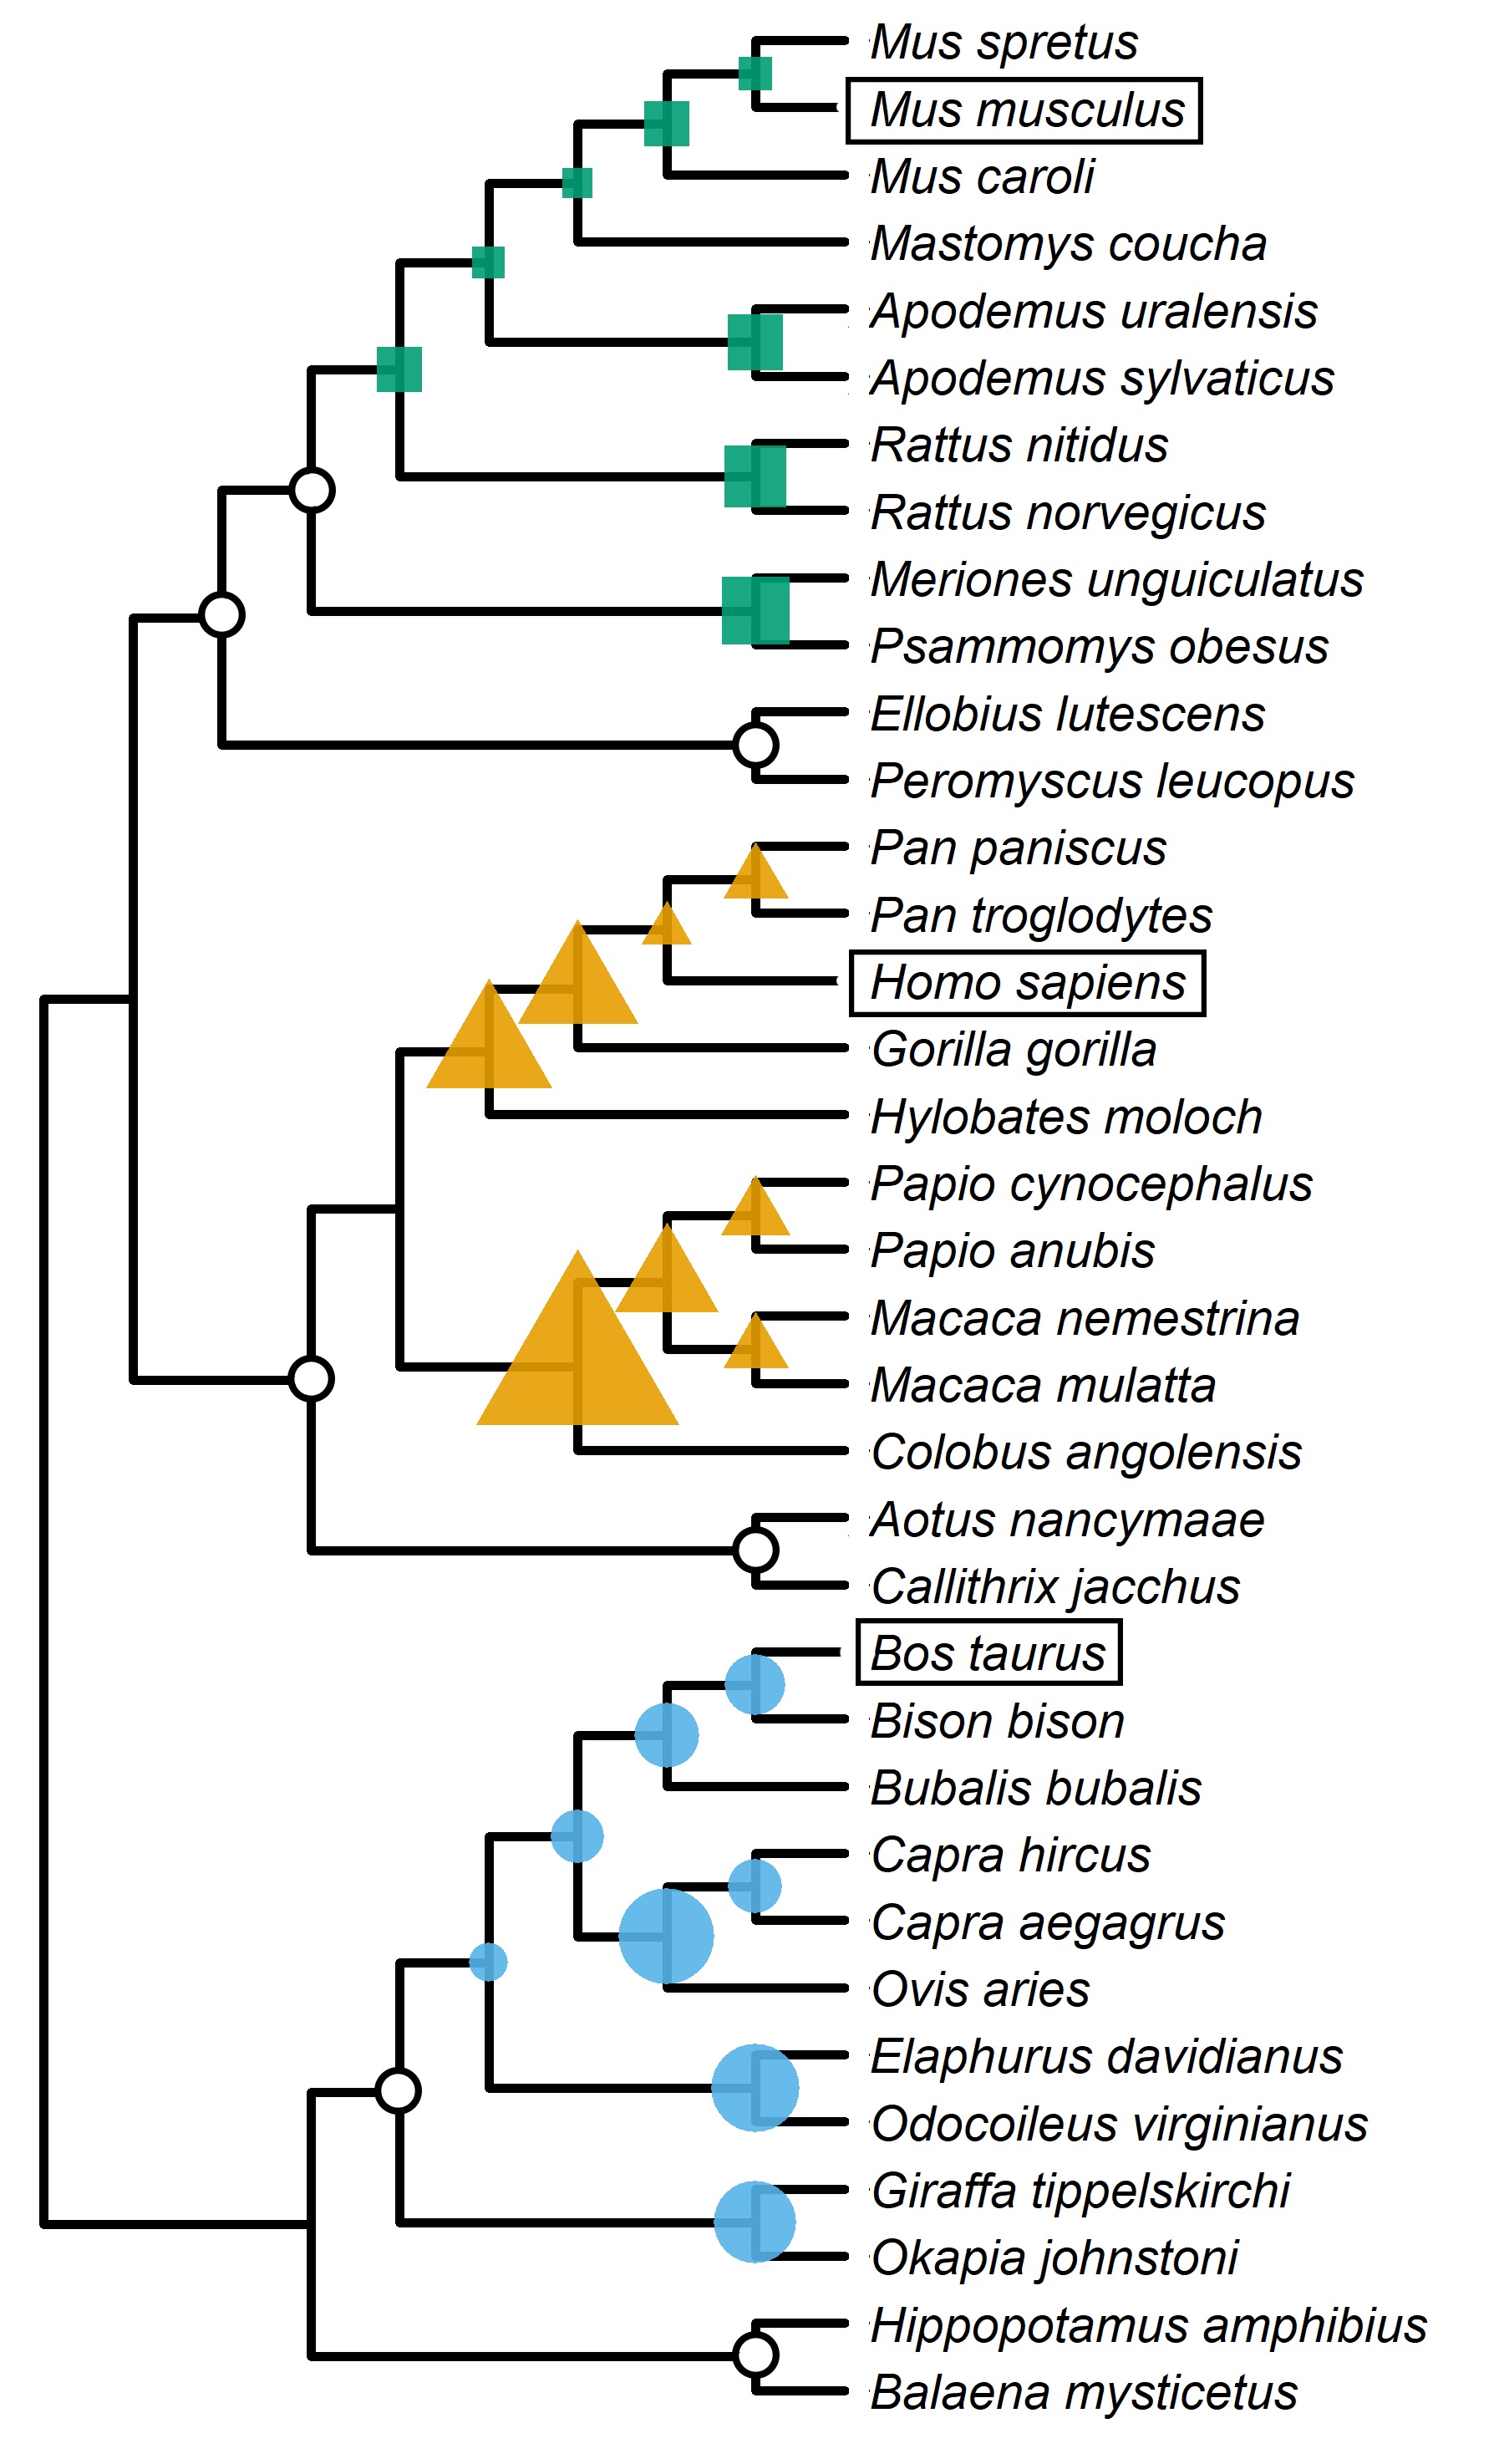 Mus spretus
Mus musculus
Mus caroli
Mastomys coucha
Apodemus uralensis
Apodemus sylvaticus
Rattus nitidus
Rattus norvegicus
Meriones unguiculatus
Psammomys obesus
Ellobius lutescens
Peromyscus leucopus
Pan paniscus
Pan troglodytes
Homo sapiens
Gorilla gorilla
Hylobates moloch
Papio cynocephalus
Papio anubis
Macaca nemestrina
Macaca mulatta
Colobus angolensis
Aotus nancymaae
Callithrix jacchus
Bos taurus
Bison bison
Bubalis bubalis
Capra hircus
Capra aegagrus
Ovis aries
Elaphurus davidianus
Odocoileus virginianus
Giraffa tippelskirchi
Okapia johnstoni
Hippopotamus amphibius
Balaena mysticetus